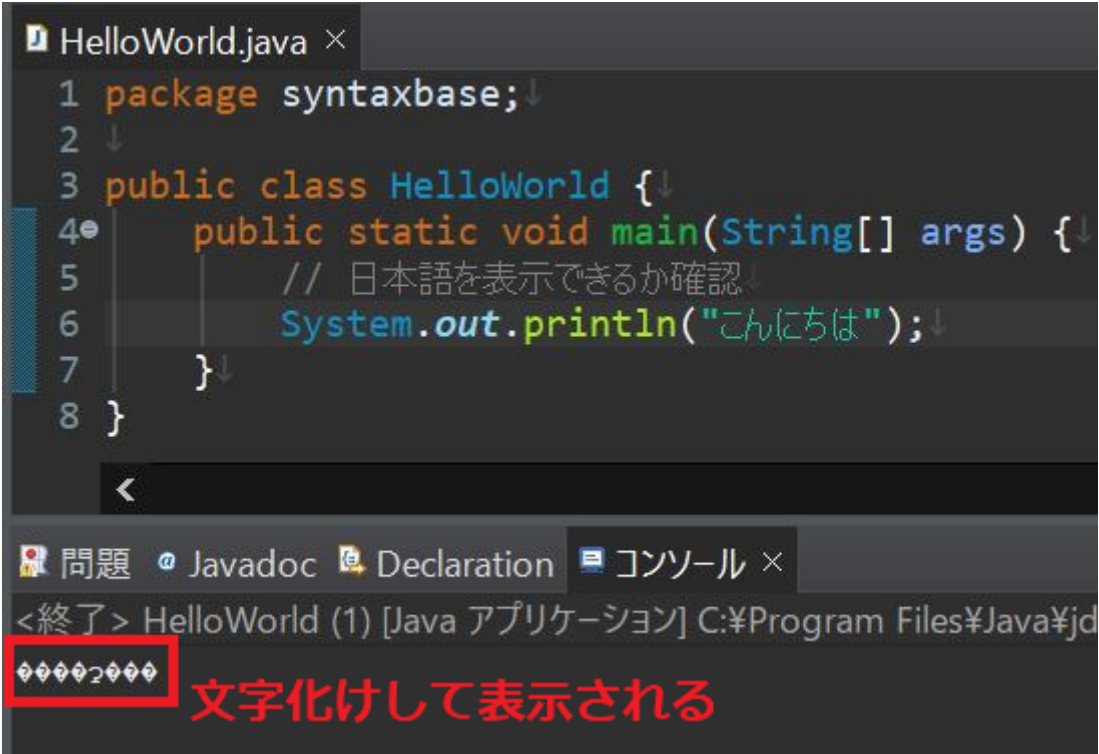 HelloWorld.java ×
1 package syntaxbase;↓
2 ↓
3 public class HelloWorld {↓
4 public static void main(String[] args) {↓
5 // 日本語を表示できるか確認↓
6 System.out.println("こんにちは");↓
7 }↓
8 }
問題 @ Javadoc Declaration コンソール ×
<終了> HelloWorld (1) [Java アプリケーション] C:¥Program Files¥Java¥jd
����ɂ���
文字化けして表示される